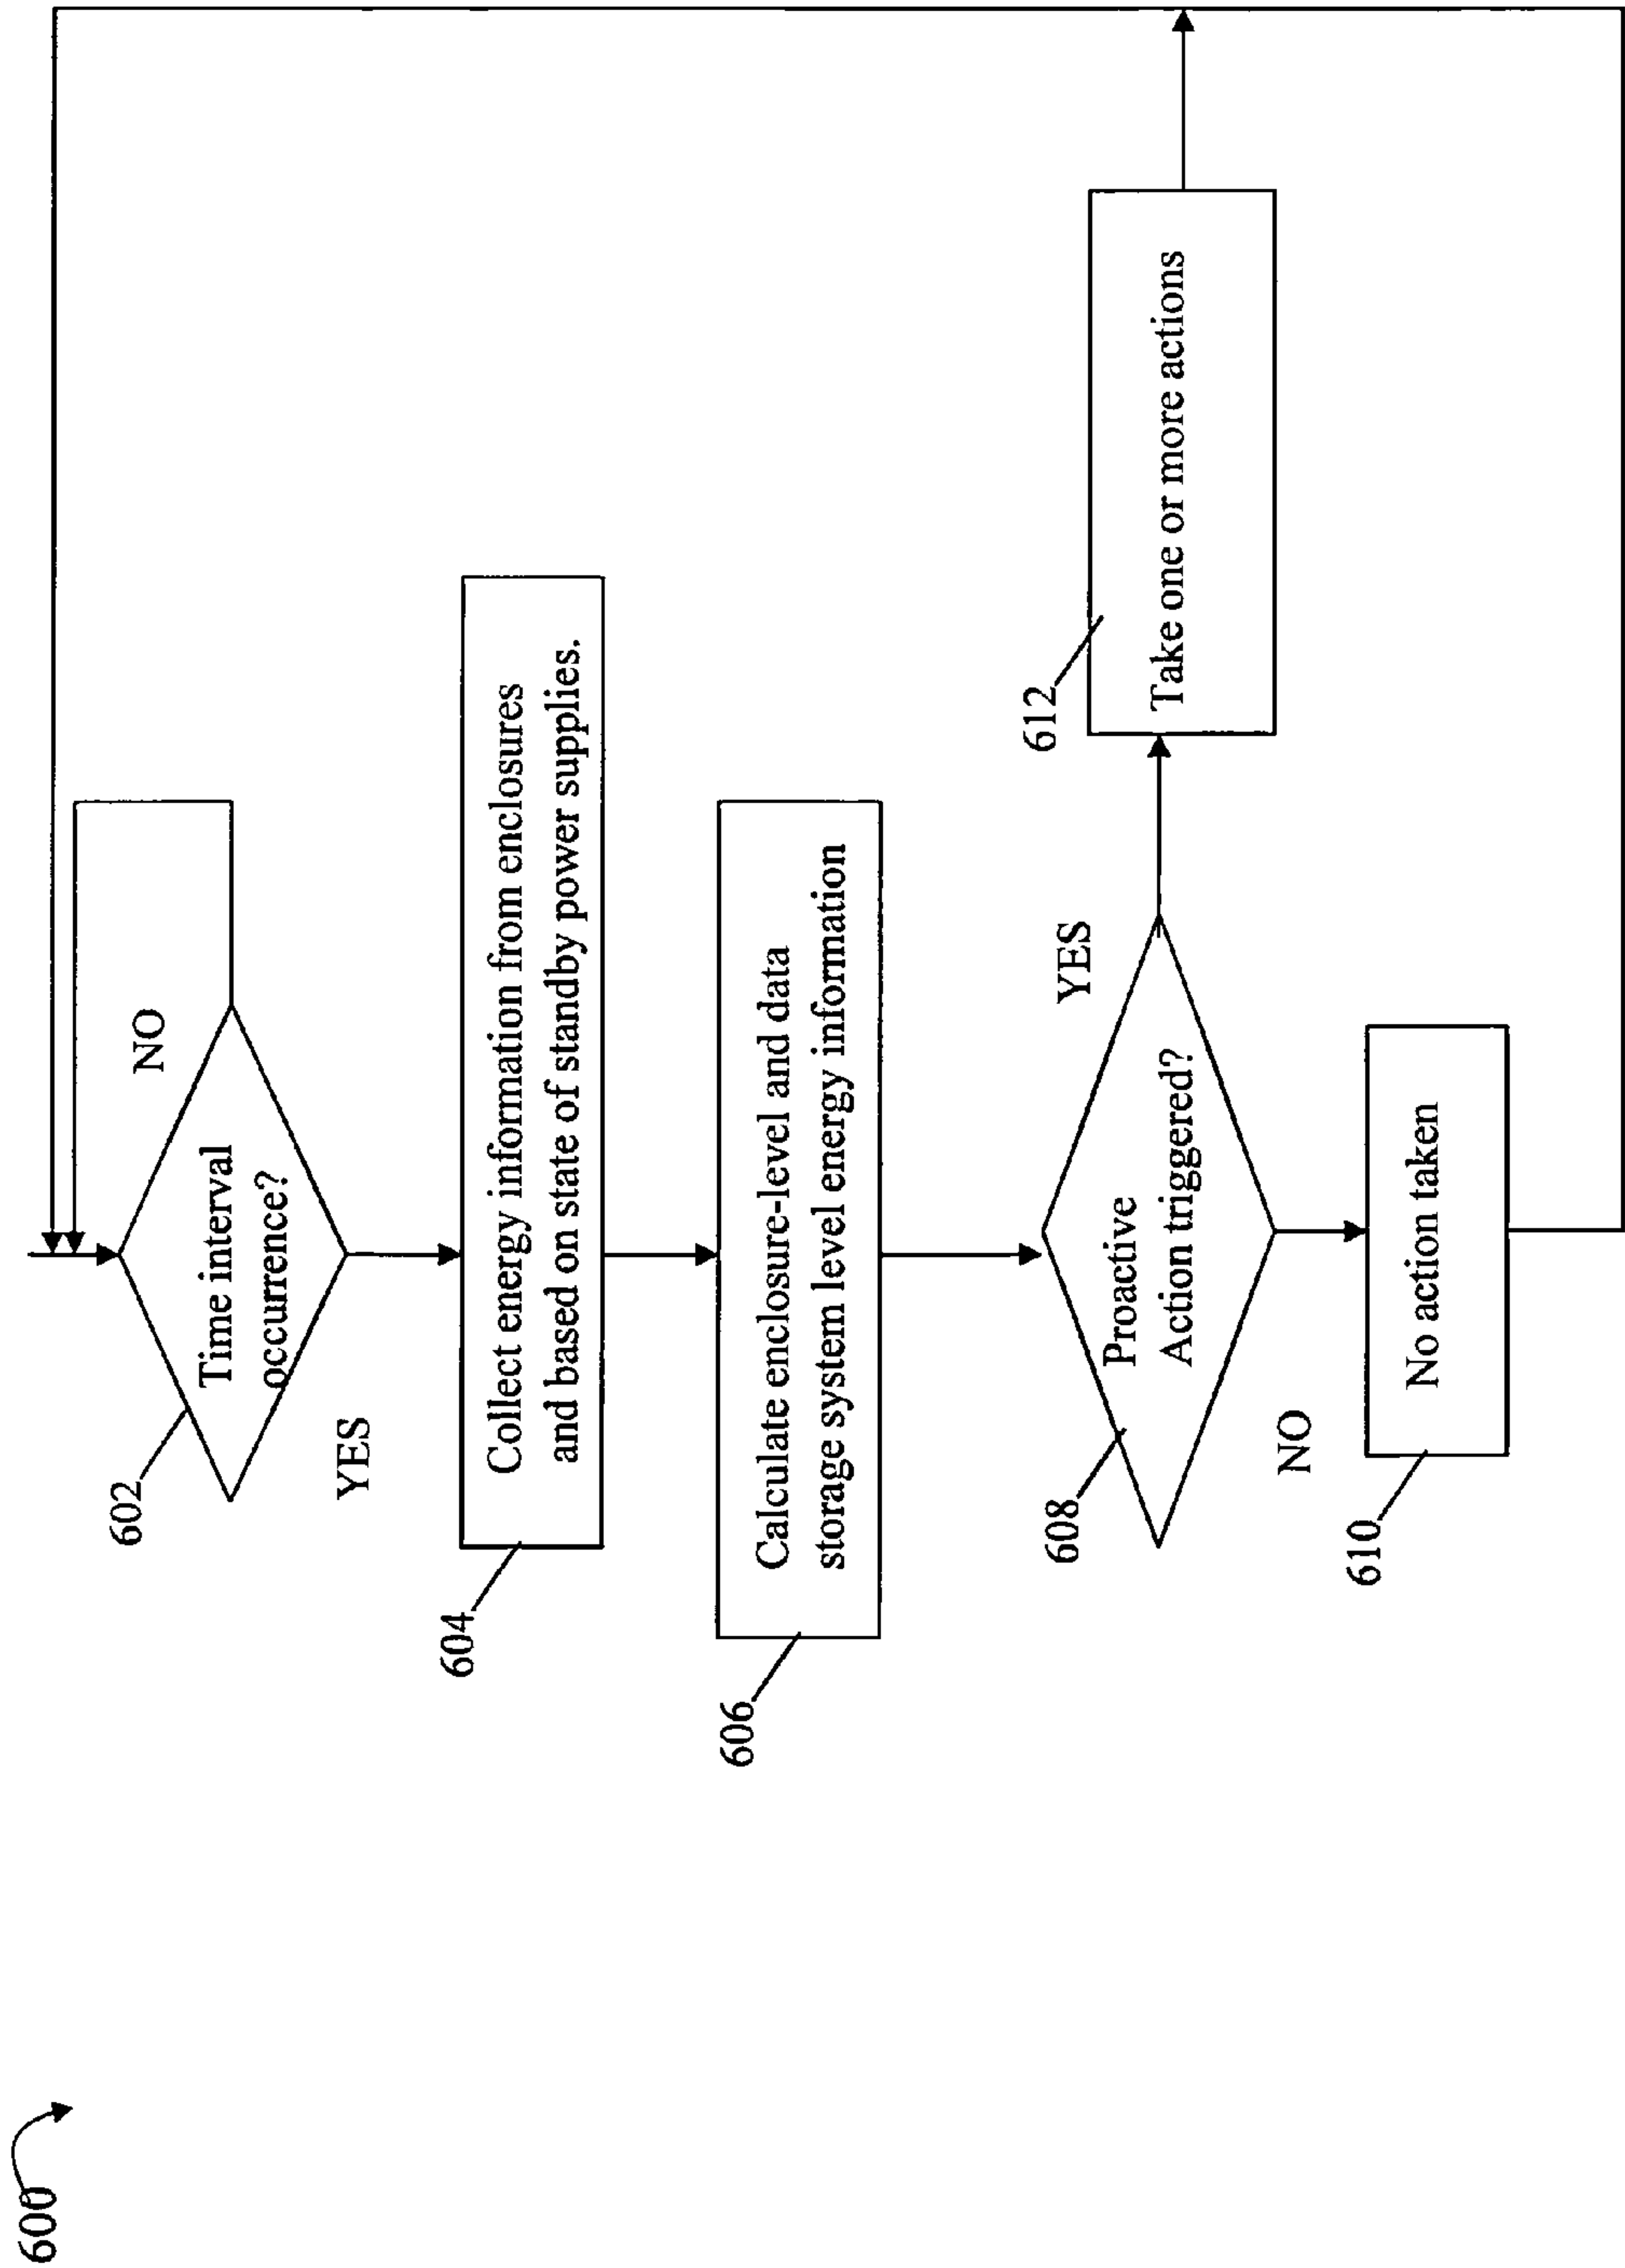 600
602
Time interval
occurrence?
NO
YES
604
Collect energy information from enclosures
and based on state of standby power supplies.
606
Calculate enclosure-level and data
storage system level energy information
608
Proactive
Action triggered?
YES
NO
612
Take one or more actions
610
No action taken